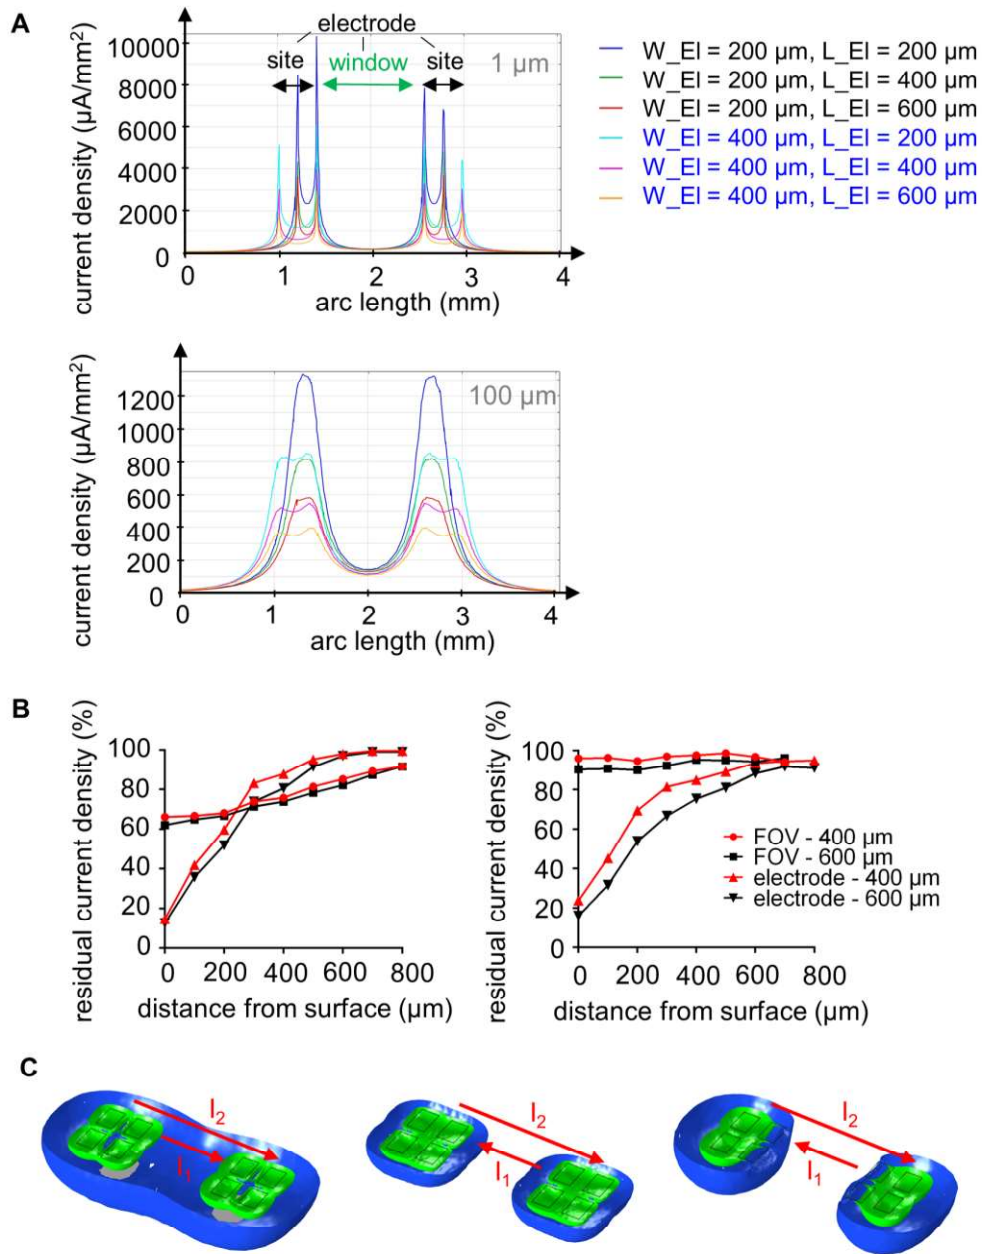 A
electrode
site
window
site
1 µm
current density (µA/mm²)
10000
8000
6000
4000
2000
0
0
1
2
3
4
arc length (mm)
W_El = 200 µm, L_El = 200 µm
W_El = 200 µm, L_El = 400 µm
W_El = 200 µm, L_El = 600 µm
W_El = 400 µm, L_El = 200 µm
W_El = 400 µm, L_El = 400 µm
W_El = 400 µm, L_El = 600 µm
100 µm
current density (µA/mm²)
1200
1000
800
600
400
200
0
0
1
2
3
4
arc length (mm)
B
residual current density (%)
100
80
60
40
20
0
0
200
400
600
800
distance from surface (µm)
residual current density (%)
100
80
60
40
20
0
0
200
400
600
800
distance from surface (µm)
FOV - 400 µm
FOV - 600 µm
electrode - 400 µm
electrode - 600 µm
C
I₂
I₁
I₂
I₁
I₂
I₁